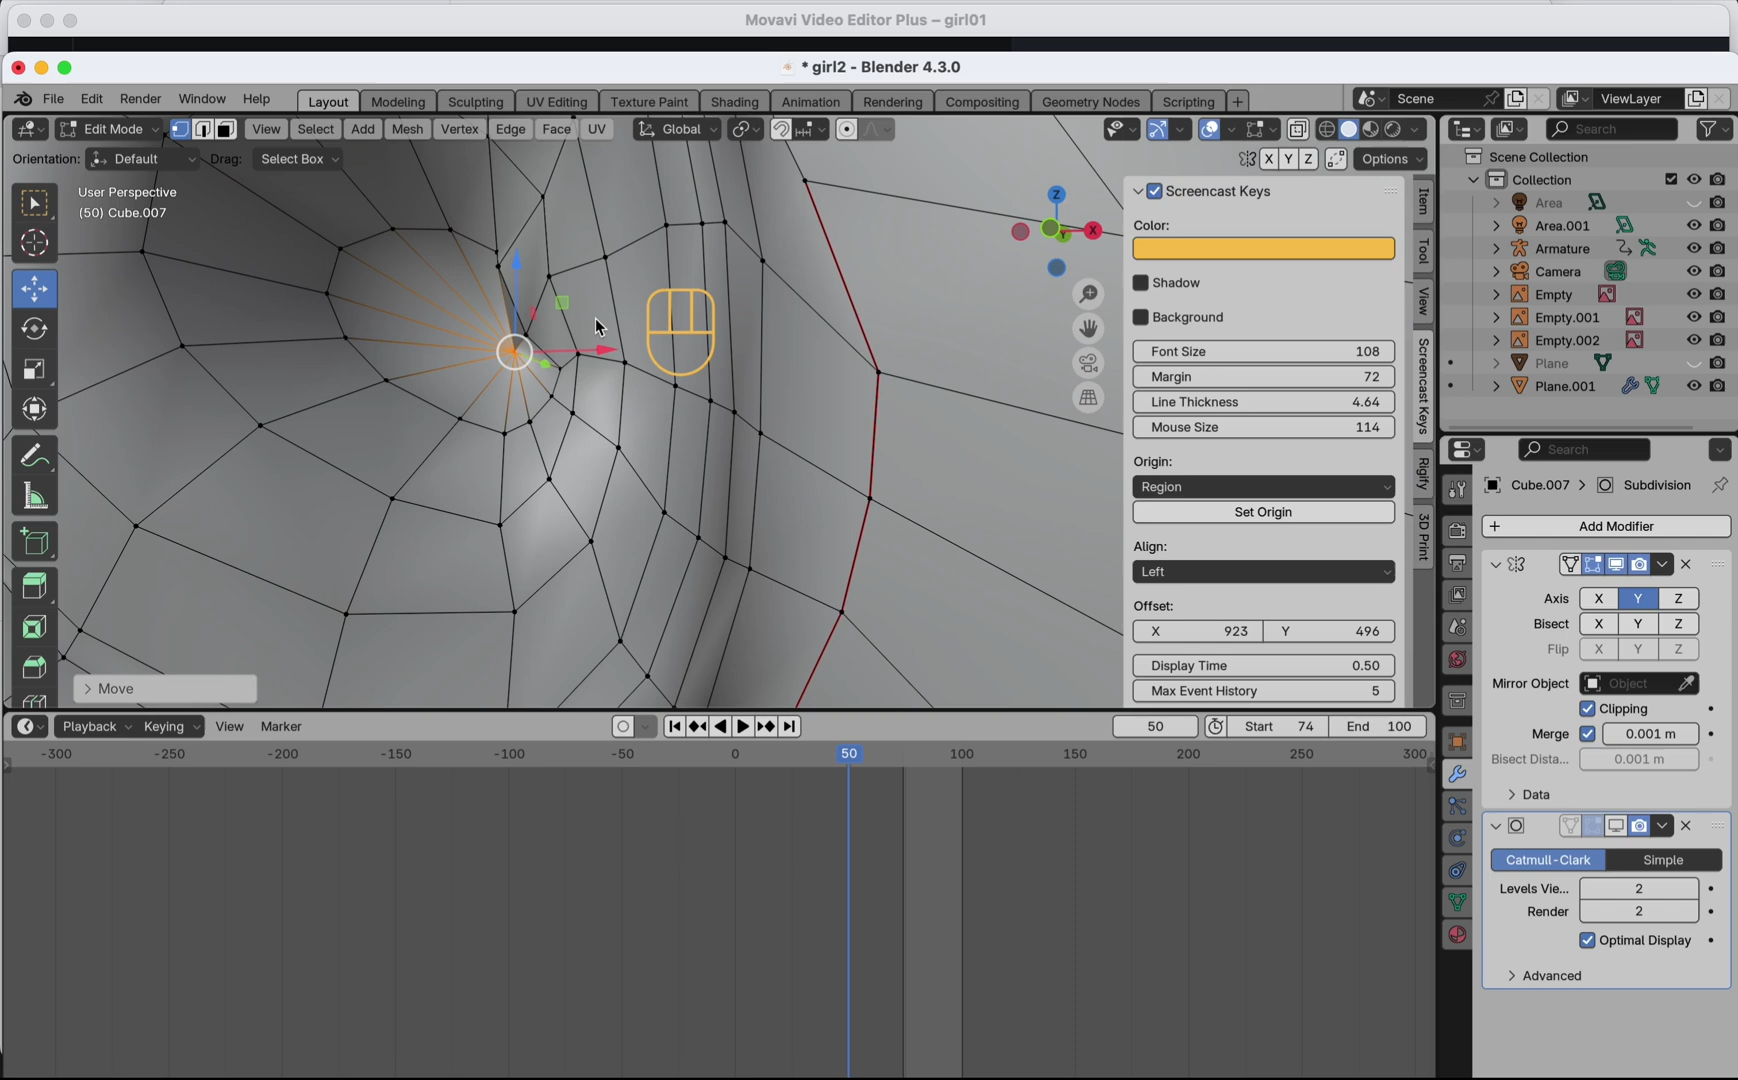 Movavi Video Editor Plus – girl01
* girl2 - Blender 4.3.0
File Edit Render Window Help Layout Modeling Sculpting UV Editing Texture Paint Shading Animation Rendering Compositing Geometry Nodes Scripting + Scene ViewLayer
Edit Mode View Select Add Mesh Vertex Edge Face UV Global Search
Orientation: Default Drag: Select Box X Y Z Options
User Perspective
(50) Cube.007
Z
X
Y
Move
Screencast Keys
Color:
Shadow
Background
Font Size 108
Margin 72
Line Thickness 4.64
Mouse Size 114
Origin:
Region
Set Origin
Align:
Left
Offset:
X 923 Y 496
Display Time 0.50
Max Event History 5
Item
Tool
View
Screencast Keys
Rigify
3D Print
Scene Collection
Collection
Area
Area.001
Armature
Camera
Empty
Empty.001
Empty.002
Plane
Plane.001
Search
Cube.007 > Subdivision
+ Add Modifier
Axis X Y Z
Bisect X Y Z
Flip X Y Z
Mirror Object Object
Clipping
Merge 0.001 m
Bisect Dista... 0.001 m
Data
Catmull-Clark Simple
Levels Vie... 2
Render 2
Optimal Display
Advanced
Playback Keying View Marker 50 Start 74 End 100
-300 -250 -200 -150 -100 -50 0 50 100 150 200 250 300